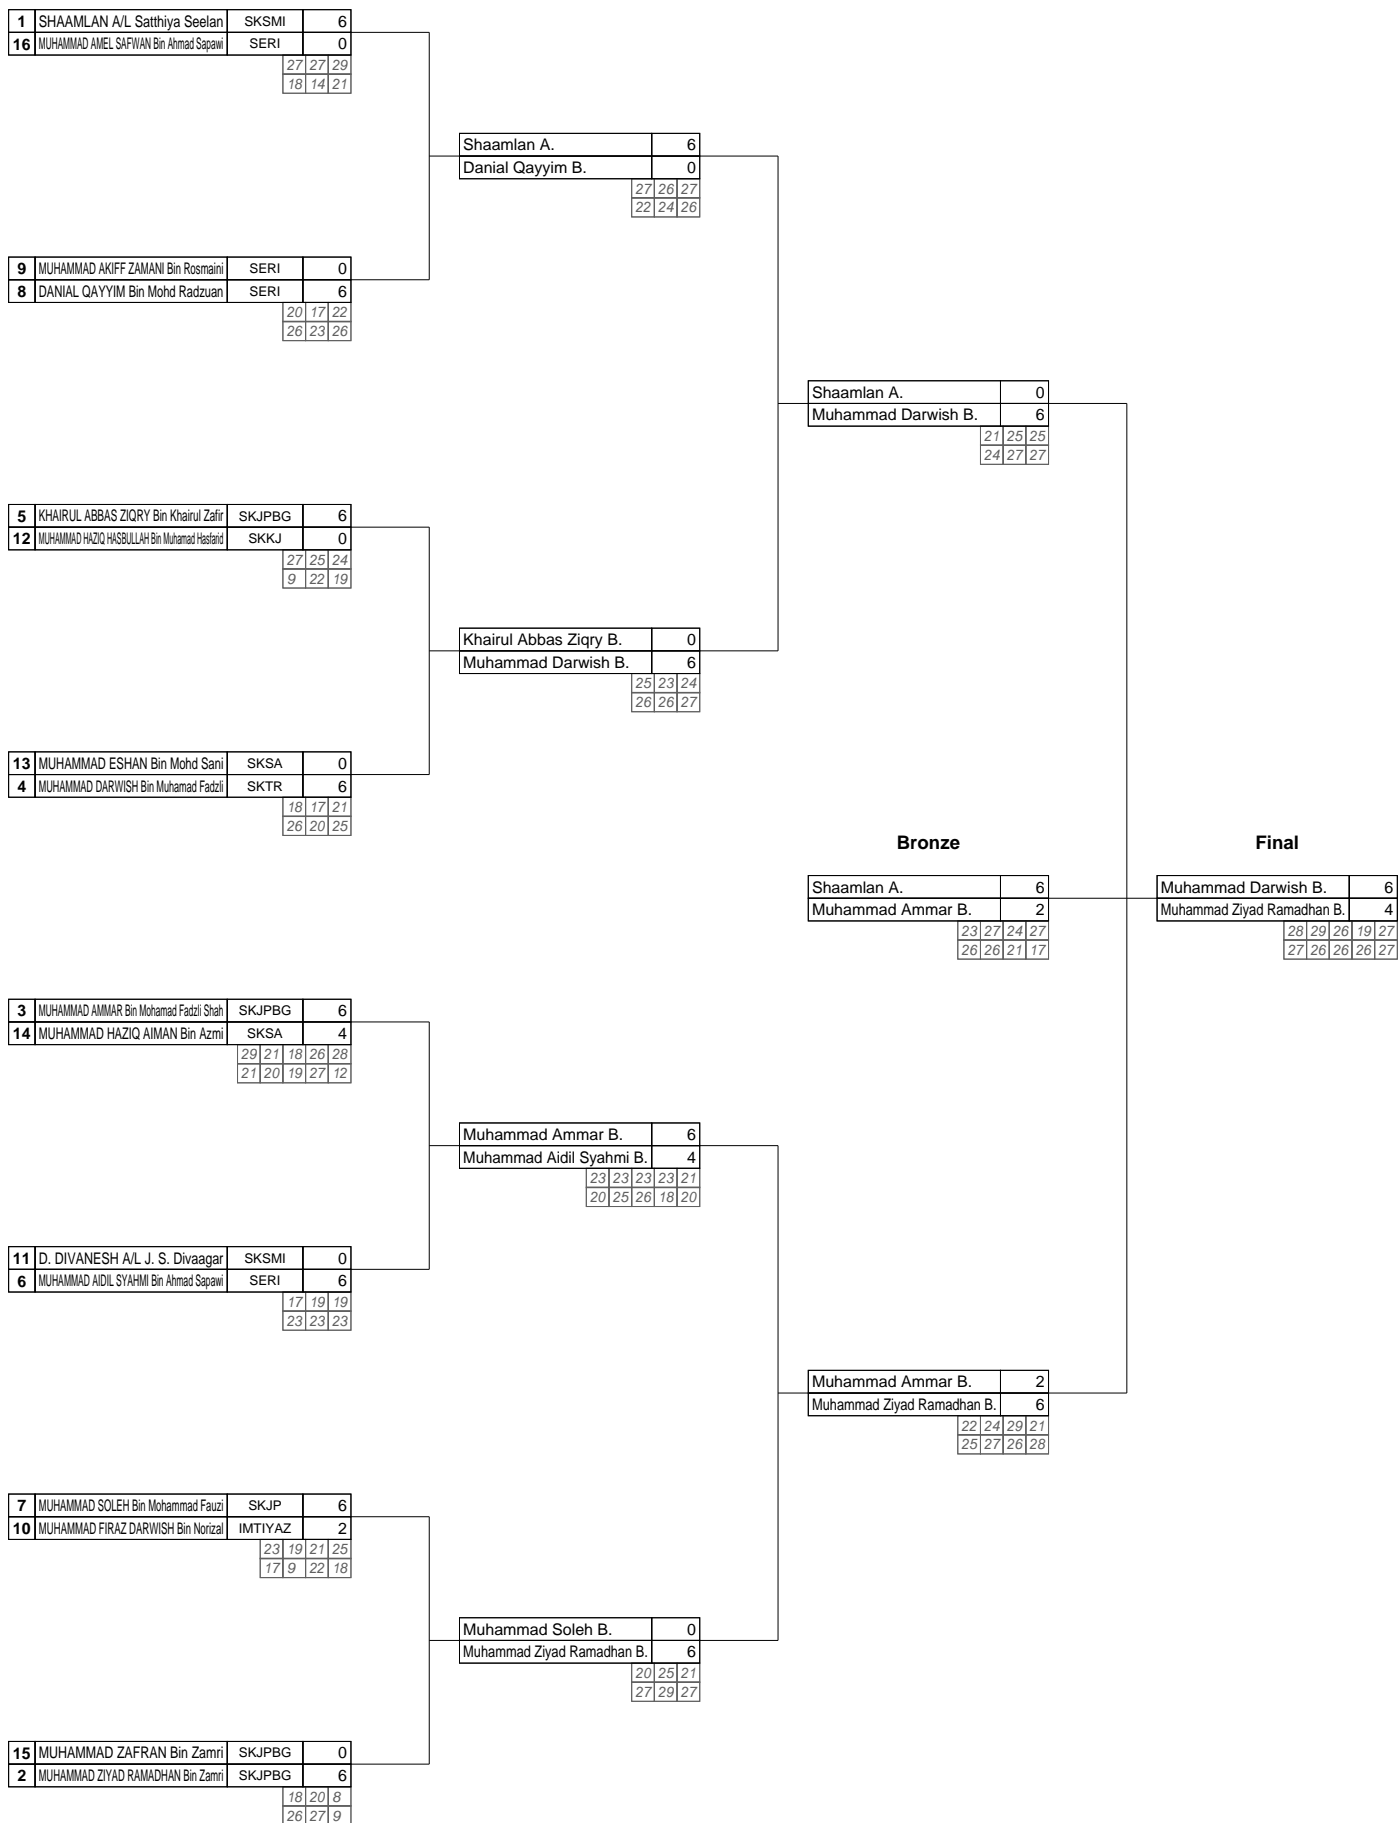 1 SHAAMLAN A/L Satthiya Seelan SKSMI 6
16 MUHAMMAD AMEL SAFWAN Bin Ahmad Sapawi SERI 0
27 27 29
18 14 21
Shaamlan A. 6
Danial Qayyim B. 0
27 26 27
22 24 26
9 MUHAMMAD AKIFF ZAMANI Bin Rosmaini SERI 0
8 DANIAL QAYYIM Bin Mohd Radzuan SERI 6
20 17 22
26 23 26
Shaamlan A. 0
Muhammad Darwish B. 6
21 25 25
24 27 27
5 KHAIRUL ABBAS ZIQRY Bin Khairul Zafir SKJPBG 6
12 MUHAMMAD HAZIQ HASBULLAH Bin Muhamad Hasfarid SKKJ 0
27 25 24
9 22 19
Khairul Abbas Ziqry B. 0
Muhammad Darwish B. 6
25 23 24
26 26 27
13 MUHAMMAD ESHAN Bin Mohd Sani SKSA 0
4 MUHAMMAD DARWISH Bin Muhamad Fadzli SKTR 6
18 17 21
26 20 25
Bronze Final
Shaamlan A. 6 Muhammad Darwish B. 6
Muhammad Ammar B. 2 Muhammad Ziyad Ramadhan B. 4
23 27 24 27 28 29 26 19 27
26 26 21 17 27 26 26 26 27
3 MUHAMMAD AMMAR Bin Mohamad Fadzli Shah SKJPBG 6
14 MUHAMMAD HAZIQ AIMAN Bin Azmi SKSA 4
29 21 18 26 28
21 20 19 27 12
Muhammad Ammar B. 6
Muhammad Aidil Syahmi B. 4
23 23 23 23 21
20 25 26 18 20
11 D. DIVANESH A/L J. S. Divaagar SKSMI 0
6 MUHAMMAD AIDIL SYAHMI Bin Ahmad Sapawi SERI 6
17 19 19
23 23 23
Muhammad Ammar B. 2
Muhammad Ziyad Ramadhan B. 6
22 24 29 21
25 27 26 28
7 MUHAMMAD SOLEH Bin Mohammad Fauzi SKJP 6
10 MUHAMMAD FIRAZ DARWISH Bin Norizal IMTIYAZ 2
23 19 21 25
17 9 22 18
Muhammad Soleh B. 0
Muhammad Ziyad Ramadhan B. 6
20 25 21
27 29 27
15 MUHAMMAD ZAFRAN Bin Zamri SKJPBG 0
2 MUHAMMAD ZIYAD RAMADHAN Bin Zamri SKJPBG 6
18 20 8
26 27 9